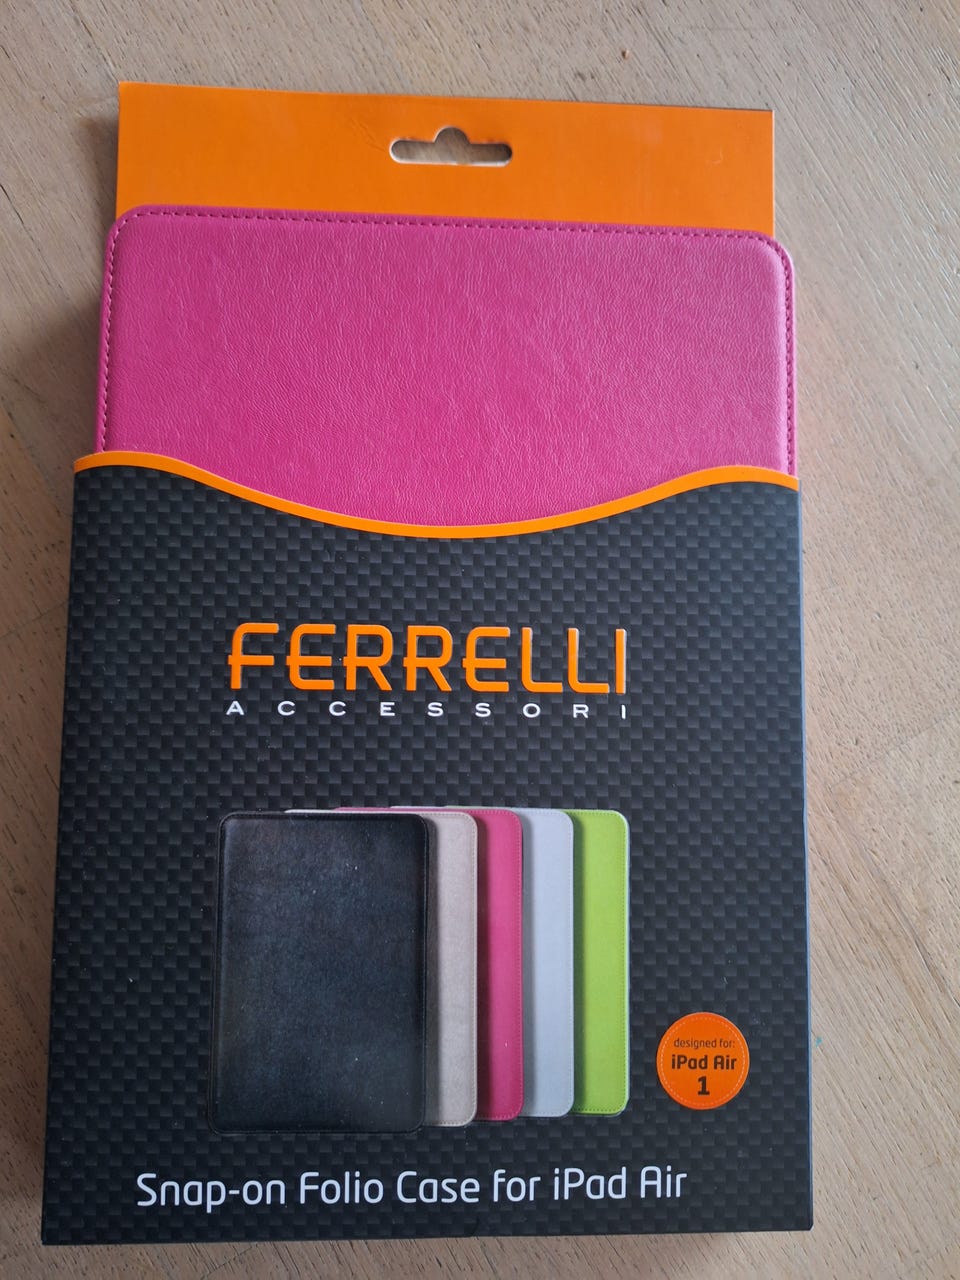 FERRELLI
ACCESSORI
designed for:
iPad Air
1
Snap-on Folio Case for iPad Air